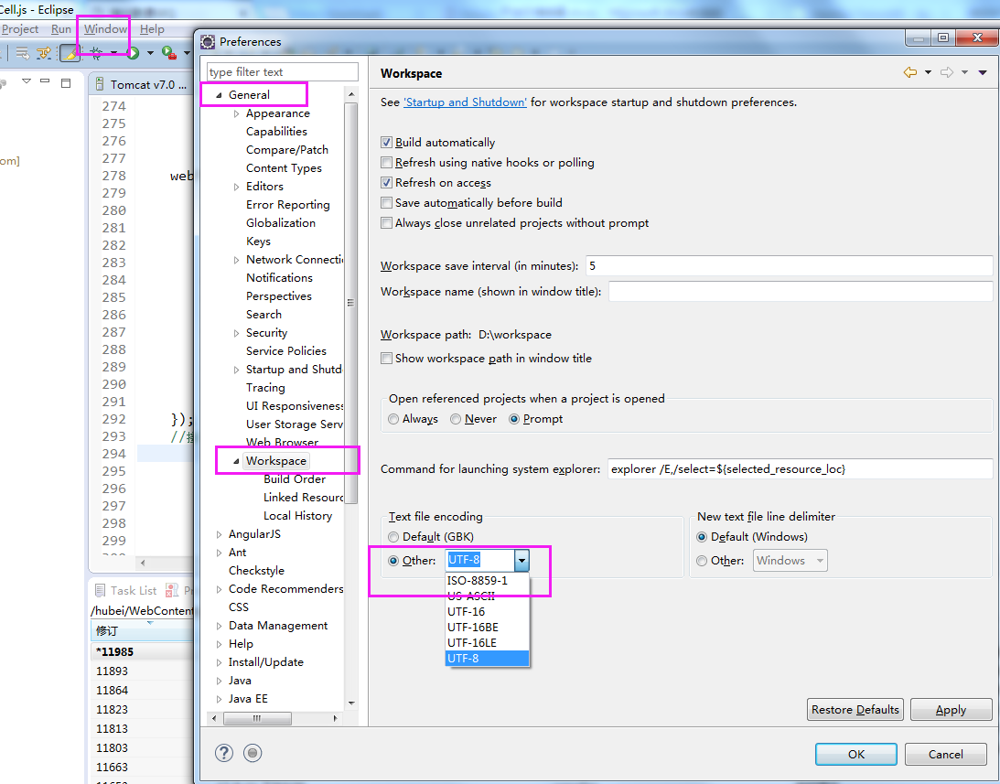 Cell.js - Eclipse
Project Run Window Help
Preferences
Tomcat v7.0 ...
274
275
276
277
278 web
279
280
281
282
283
284
285
286
287
288
289
290
291
292 });
293
294
295
296
297
298
299
om]
Task List
/hubei/WebContent
修订
*11985
11893
11864
11823
11813
11803
11663
type filter text
General
Appearance
Capabilities
Compare/Patch
Content Types
Editors
Error Reporting
Globalization
Keys
Network Connecti
Notifications
Perspectives
Search
Security
Service Policies
Startup and Shutd
Tracing
UI Responsiveness
User Storage Serv
Web Browser
Workspace
Build Order
Linked Resourc
Local History
AngularJS
Ant
Checkstyle
Code Recommenders
CSS
Data Management
Help
Install/Update
Java
Java EE
Workspace
See 'Startup and Shutdown' for workspace startup and shutdown preferences.
Build automatically
Refresh using native hooks or polling
Refresh on access
Save automatically before build
Always close unrelated projects without prompt
Workspace save interval (in minutes): 5
Workspace name (shown in window title):
Workspace path: D:\workspace
Show workspace path in window title
Open referenced projects when a project is opened
Always Never Prompt
Command for launching system explorer: explorer /E,/select=${selected_resource_loc}
Text file encoding
Default (GBK)
Other: UTF-8
ISO-8859-1
US-ASCII
UTF-16
UTF-16BE
UTF-16LE
UTF-8
New text file line delimiter
Default (Windows)
Other: Windows
Restore Defaults Apply
OK Cancel